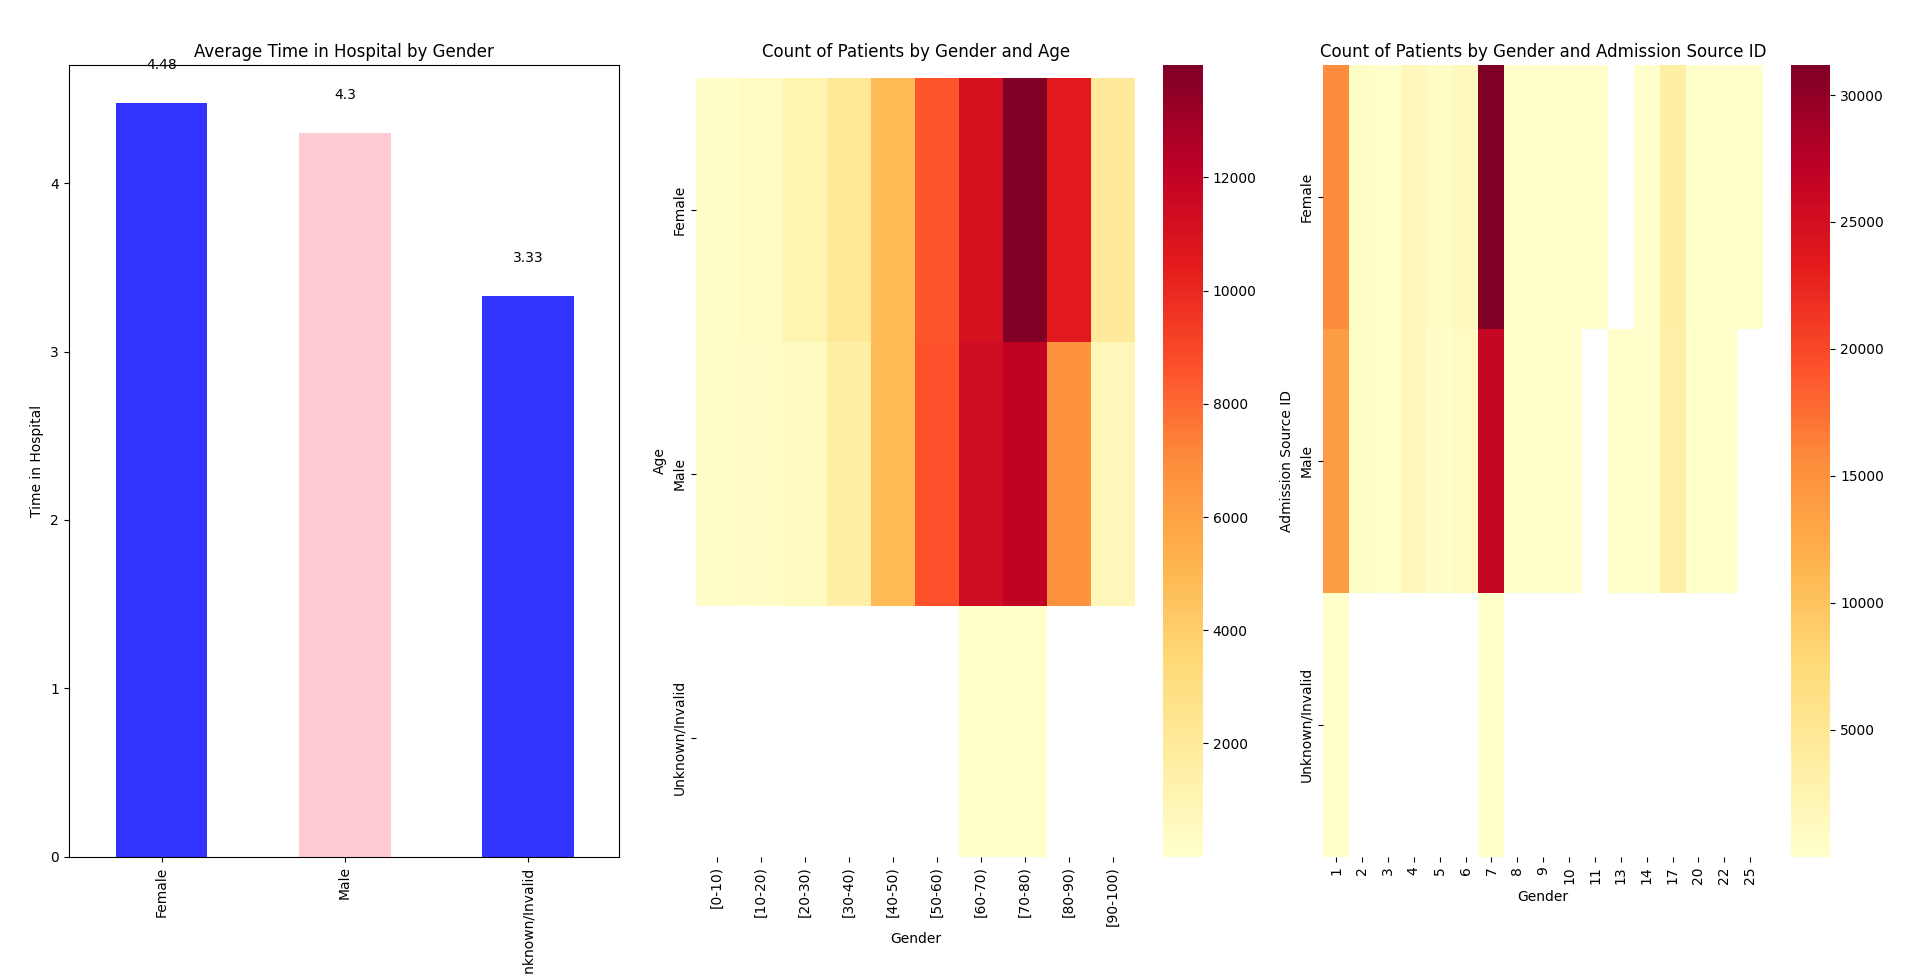 Average Time in Hospital by Gender
4.48
4.3
3.33
Time in Hospital
4
3
2
1
0
Female
Male
nknown/Invalid
Count of Patients by Gender and Age
Age
Female
Male
Unknown/Invalid
[0-10)
[10-20)
[20-30)
[30-40)
[40-50)
[50-60)
[60-70)
[70-80)
[80-90)
[90-100)
Gender
12000
10000
8000
6000
4000
2000
Count of Patients by Gender and Admission Source ID
Admission Source ID
Female
Male
Unknown/Invalid
1
2
3
4
5
6
7
8
9
10
11
13
14
17
20
22
25
Gender
30000
25000
20000
15000
10000
5000